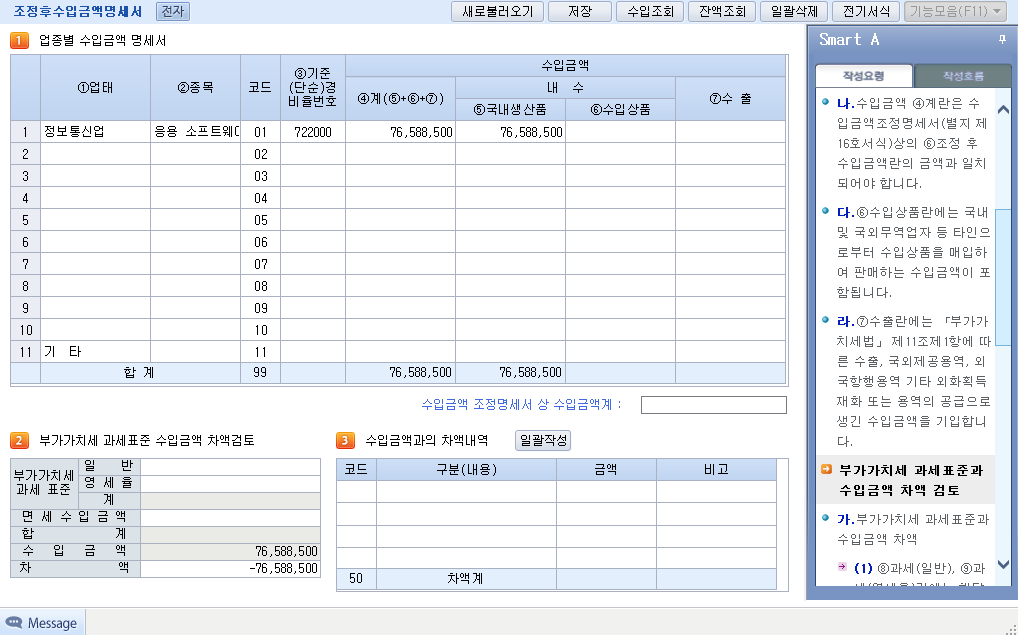 조정후수입금액명세서 전자 새로불러오기 저장 수입조회 잔액조회 일괄삭제 전기서식 기능모음(F11)
1 업종별 수입금액 명세서
①업태 ②종목 코드 ③기준(단순)경비율번호 수입금액
④계(⑤+⑥+⑦) 내 수 ⑦수 출
⑤국내생산품 ⑥수입상품
1 정보통신업 응용 소프트웨 01 722000 76,588,500 76,588,500
2 02
3 03
4 04
5 05
6 06
7 07
8 08
9 09
10 10
11 기 타 11
합 계 99 76,588,500 76,588,500
수입금액 조정명세서 상 수입금액계 :
2 부가가치세 과세표준 수입금액 차액검토
부가가치세 과세 표준 일 반
영 세 율
계
면 세 수 입 금 액
합 계
수 입 금 액 76,588,500
차 액 -76,588,500
3 수입금액과의 차액내역 일괄작성
코드 구분(내용) 금액 비고
50 차액계
Smart A
작성요령 작성흐름
나.수입금액 ④계란은 수
입금액조정명세서(별지 제
16호서식)상의 ⑥조정 후
수입금액란의 금액과 일치
되어야 합니다.
다.⑥수입상품란에는 국내
및 국외무역업자 등 타인으
로부터 수입상품을 매입하
여 판매하는 수입금액이 포
함됩니다.
라.⑦수출란에는 「부가가
치세법」 제11조제1항에 따
른 수출, 국외제공용역, 외
국항행용역 기타 외화획득
재화 또는 용역의 공급으로
생긴 수입금액을 기입합니
다.
부가가치세 과세표준과
수입금액 차액 검토
가.부가가치세 과세표준과
수입금액 차액
(1) ⑧과세(일반), ⑨과
Message